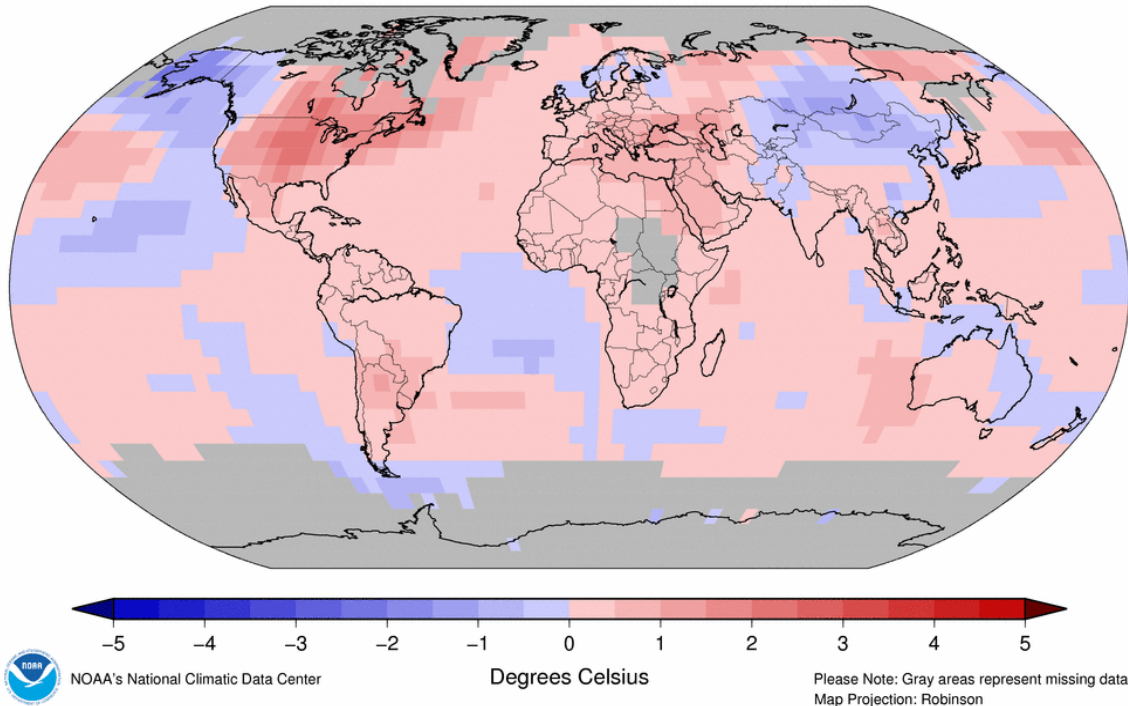 −5 −4 −3 −2 −1 0 1 2 3 4 5
Degrees Celsius
NOAA
NOAA's National Climatic Data Center
Please Note: Gray areas represent missing data
Map Projection: Robinson